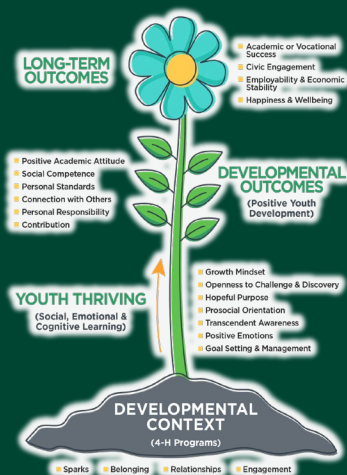 LONG-TERM
OUTCOMES
Academic or Vocational
Success
Civic Engagement
Employability & Economic
Stability
Happiness & Wellbeing
Positive Academic Attitude
Social Competence
Personal Standards
Connection with Others
Personal Responsibility
Contribution
DEVELOPMENTAL
OUTCOMES
(Positive Youth
Development)
YOUTH THRIVING
(Social, Emotional &
Cognitive Learning)
Growth Mindset
Openness to Challenge & Discovery
Hopeful Purpose
Prosocial Orientation
Transcendent Awareness
Positive Emotions
Goal Setting & Management
DEVELOPMENTAL
CONTEXT
(4-H Programs)
Sparks Belonging Relationships Engagement